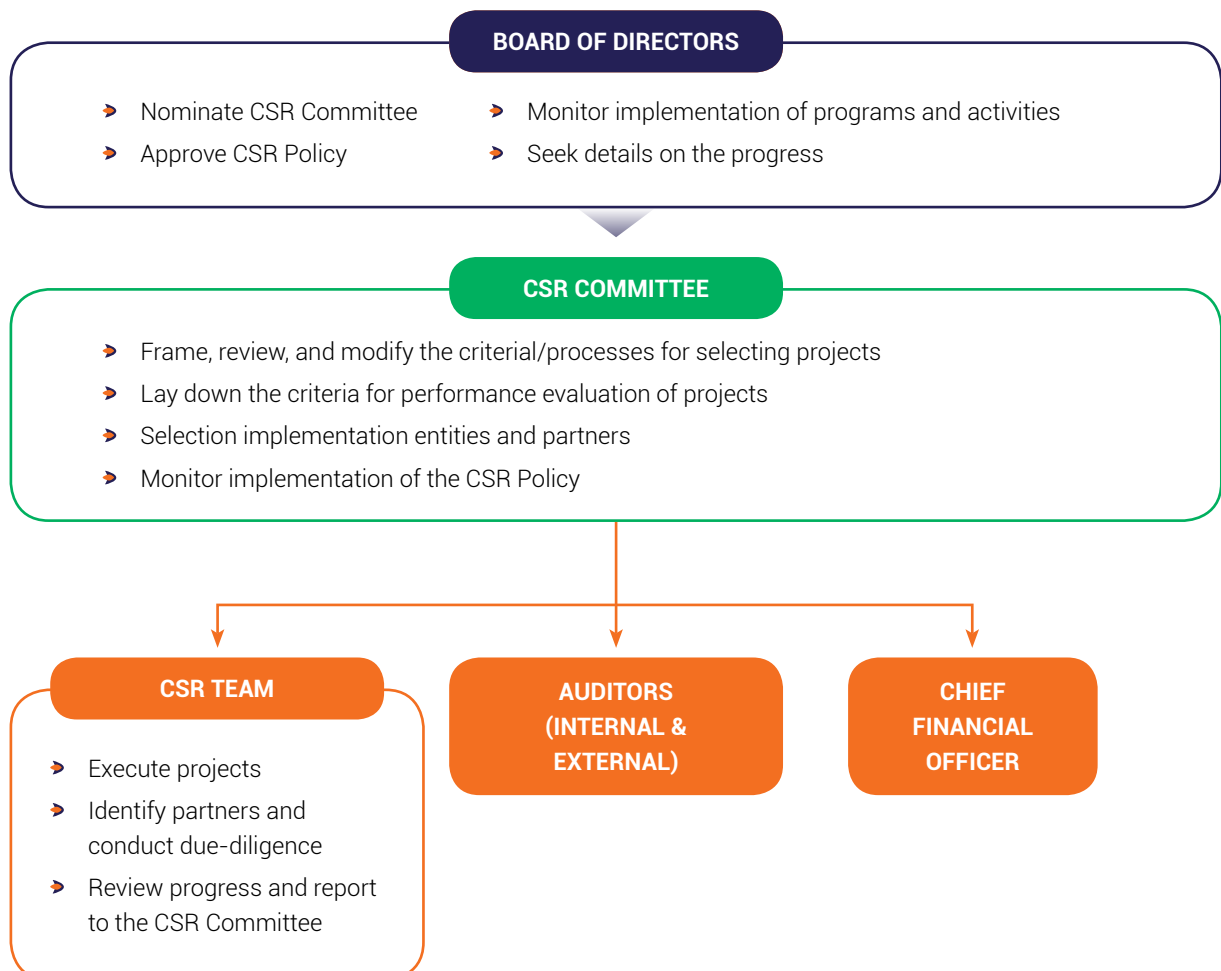 BOARD OF DIRECTORS
Nominate CSR Committee
Approve CSR Policy
Monitor implementation of programs and activities
Seek details on the progress
CSR COMMITTEE
Frame, review, and modify the criterial/processes for selecting projects
Lay down the criteria for performance evaluation of projects
Selection implementation entities and partners
Monitor implementation of the CSR Policy
CSR TEAM
Execute projects
Identify partners and
conduct due-diligence
Review progress and report
to the CSR Committee
AUDITORS
(INTERNAL &
EXTERNAL)
CHIEF
FINANCIAL
OFFICER